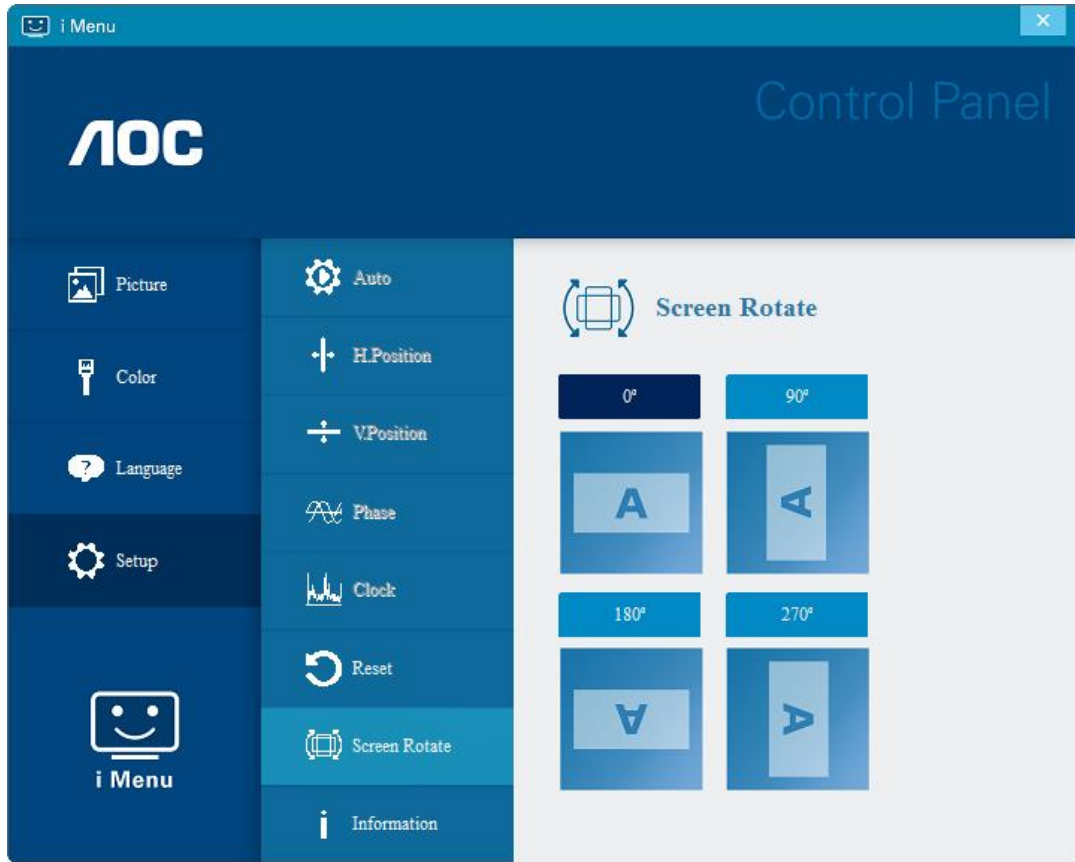 i Menu
Control Panel
AOC
Picture
Color
Language
Setup
i Menu
Auto
H.Position
V.Position
Phase
Clock
Reset
Screen Rotate
Information
Screen Rotate
0°
90°
A
A
180°
270°
A
A